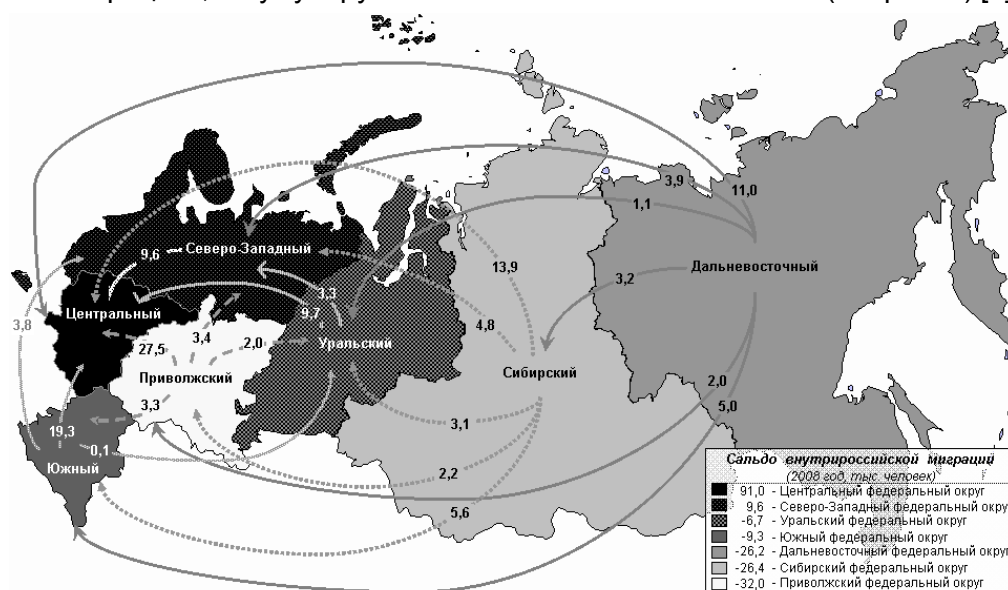 3,9
11,0
1,1
Северо-Западный
9,6
13,9
Дальневосточный
3,2
3,3
9,7
Центральный
3,8
4,8
3,4
27,5
2,0
Уральский
Приволжский
Сибирский
2,0
3,3
5,0
19,3
0,1
3,1
Южный
2,2
5,6
Сальдо внутрироссийской миграции
(2008 год, тыс. человек)
91,0 - Центральный федеральный округ
9,6 - Северо-Западный федеральный окру
-6,7 - Уральский федеральный округ
-9,3 - Южный федеральный округ
-26,2 - Дальневосточный федеральный округ
-26,4 - Сибирский федеральный округ
-32,0 - Приволжский федеральный округ